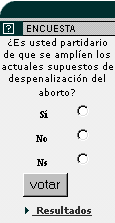 ? ENCUESTA
¿Es usted partidario
de que se amplíen los
actuales supuestos de
despenalización del
aborto?
Sí
No
Ns
votar
Resultados